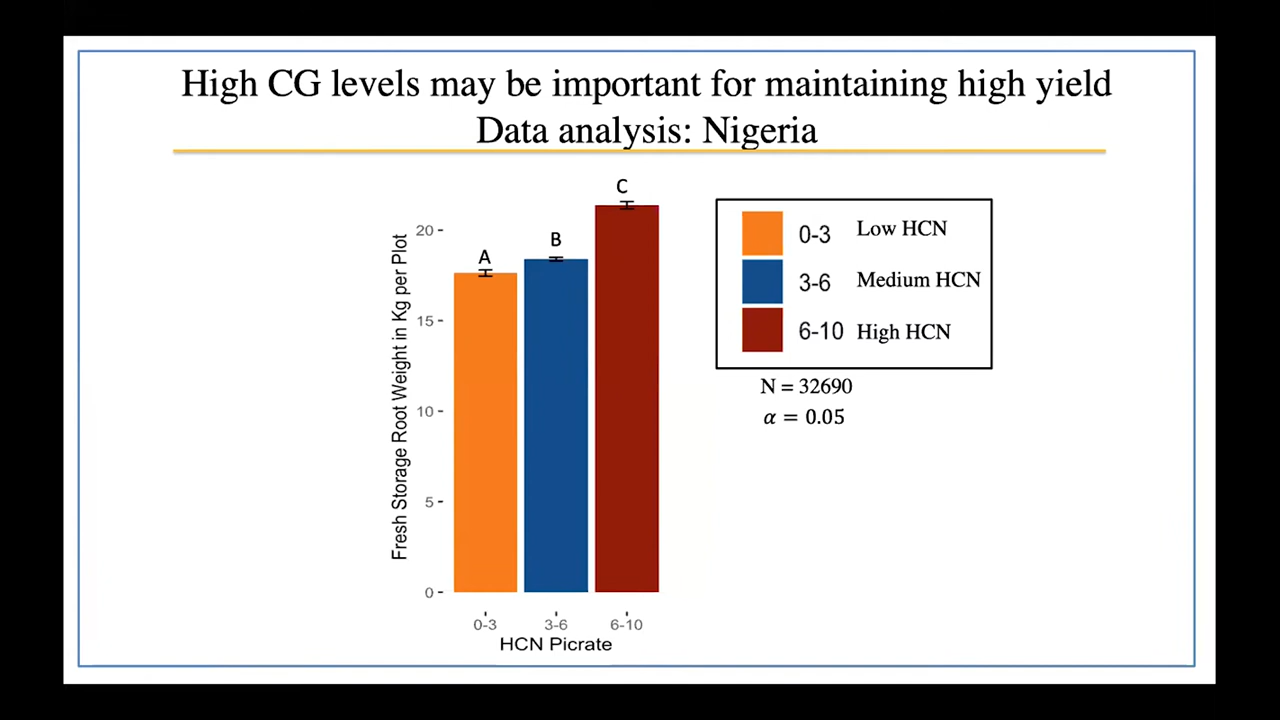 High CG levels may be important for maintaining high yield
Data analysis: Nigeria
Fresh Storage Root Weight in Kg per Plot
20
15
10
5
0
A
B
C
0-3
3-6
6-10
HCN Picrate
0-3 Low HCN
3-6 Medium HCN
6-10 High HCN
N = 32690
α = 0.05